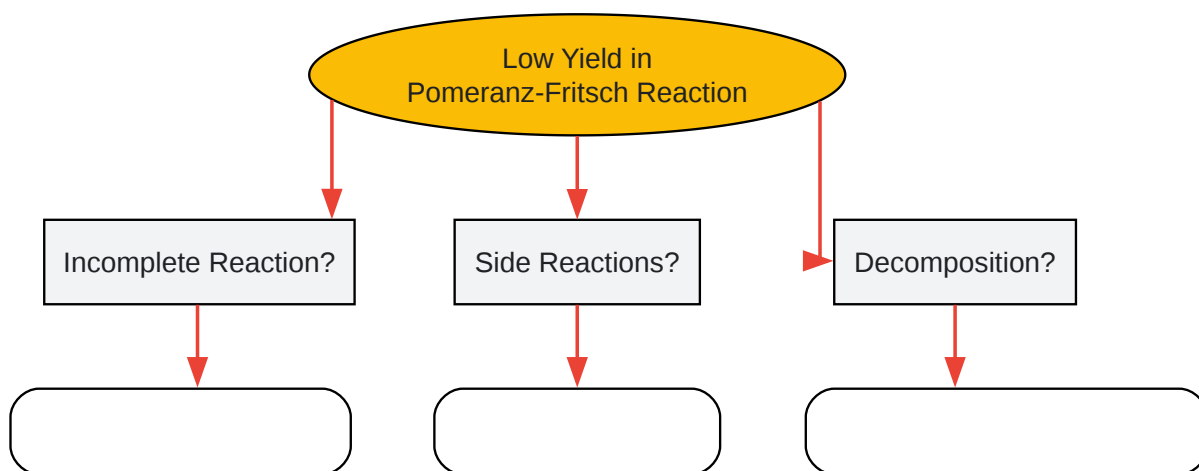 Low Yield in
Pomeranz-Fritsch Reaction
Incomplete Reaction?
Side Reactions?
Decomposition?